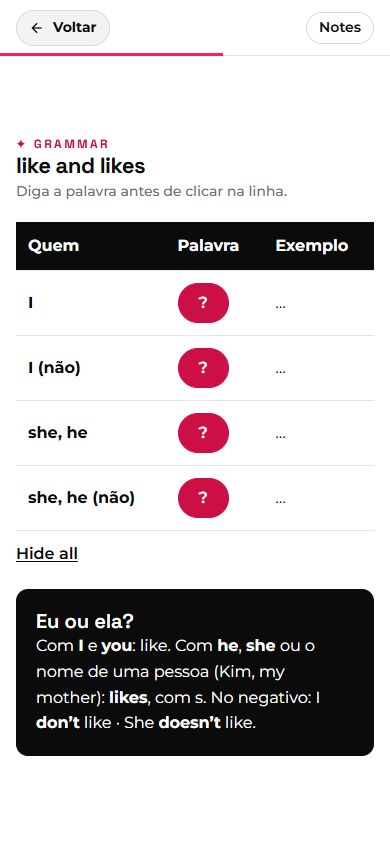 ← Voltar
Notes
✦ GRAMMAR
like and likes
Diga a palavra antes de clicar na linha.
Quem Palavra Exemplo
I ? ...
I (não) ? ...
she, he ? ...
she, he (não) ? ...
Hide all
Eu ou ela?
Com I e you: like. Com he, she ou o
nome de uma pessoa (Kim, my
mother): likes, com s. No negativo: I
don’t like · She doesn’t like.